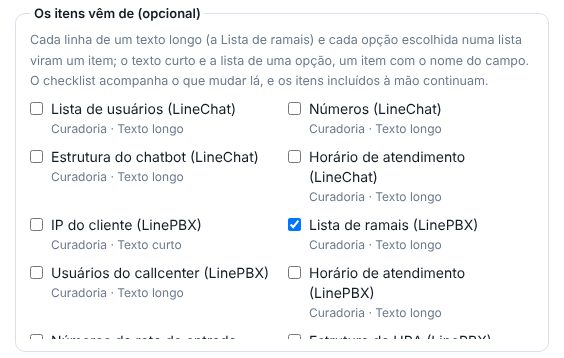 Os itens vêm de (opcional)
Cada linha de um texto longo (a Lista de ramais) e cada opção escolhida numa lista
viram um item; o texto curto e a lista de uma opção, um item com o nome do campo.
O checklist acompanha o que mudar lá, e os itens incluídos à mão continuam.
Lista de usuários (LineChat)
Curadoria · Texto longo
Números (LineChat)
Curadoria · Texto longo
Estrutura do chatbot (LineChat)
Curadoria · Texto longo
Horário de atendimento
(LineChat)
Curadoria · Texto longo
IP do cliente (LinePBX)
Curadoria · Texto curto
Lista de ramais (LinePBX)
Curadoria · Texto longo
Usuários do callcenter (LinePBX)
Curadoria · Texto longo
Horário de atendimento
(LinePBX)
Curadoria · Texto longo